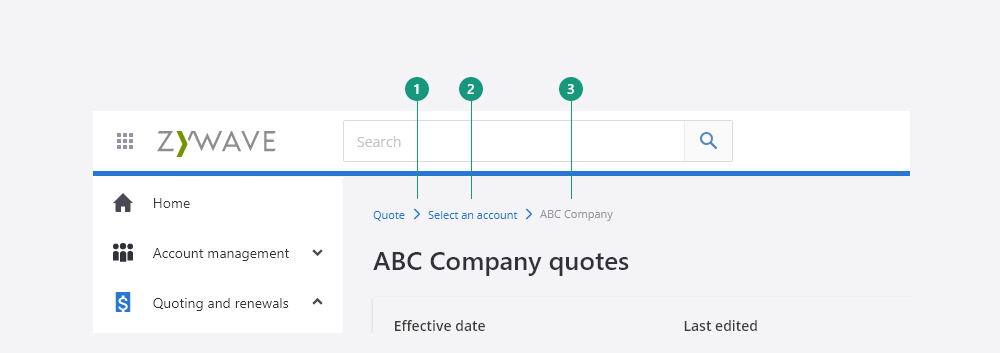 1 2 3
ZYWAVE
Search
Home
Account management
Quoting and renewals
Quote > Select an account > ABC Company
ABC Company quotes
Effective date Last edited